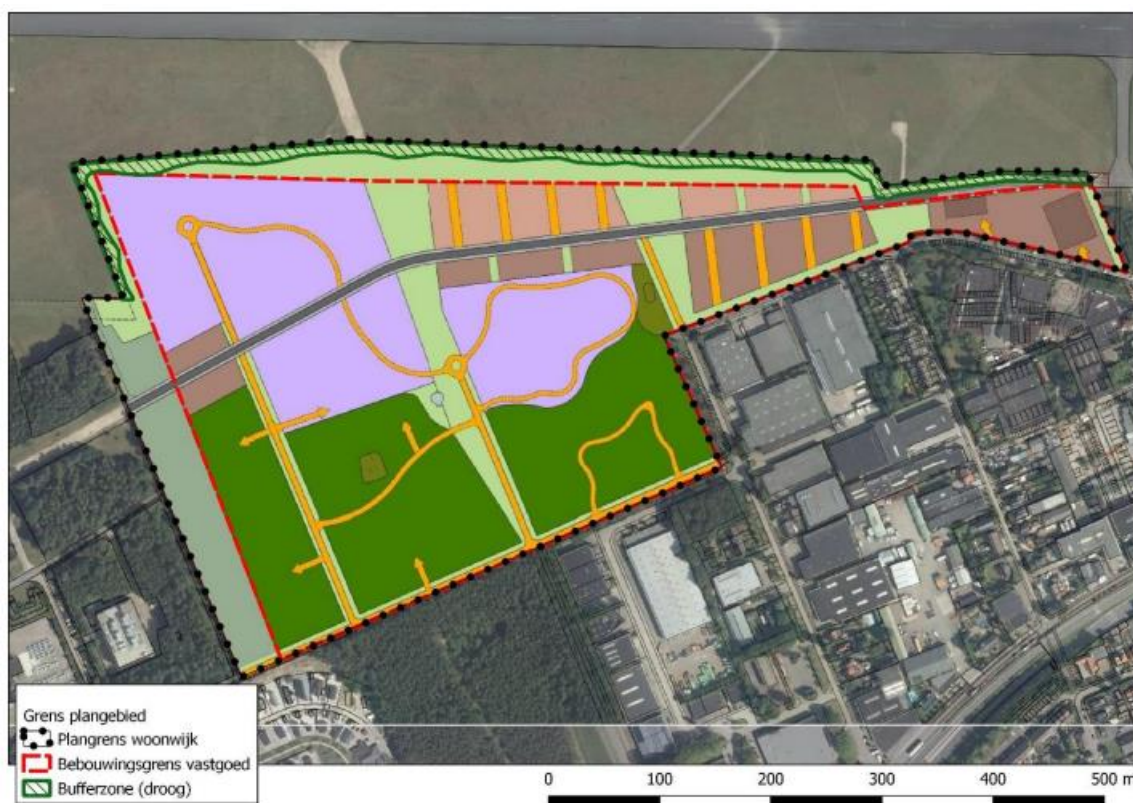 Grens plangebied
Plangrens woonwijk
Bebouwingsgrens vastgoed
Bufferzone (droog)
0 100 200 300 400 500 m